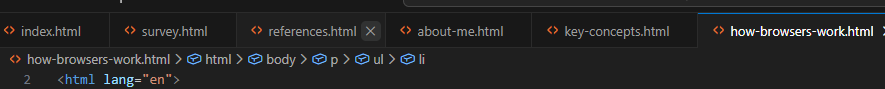 index.html survey.html references.html about-me.html key-concepts.html how-browsers-work.html
how-browsers-work.html > html > body > p > ul > li
2 <html lang="en">